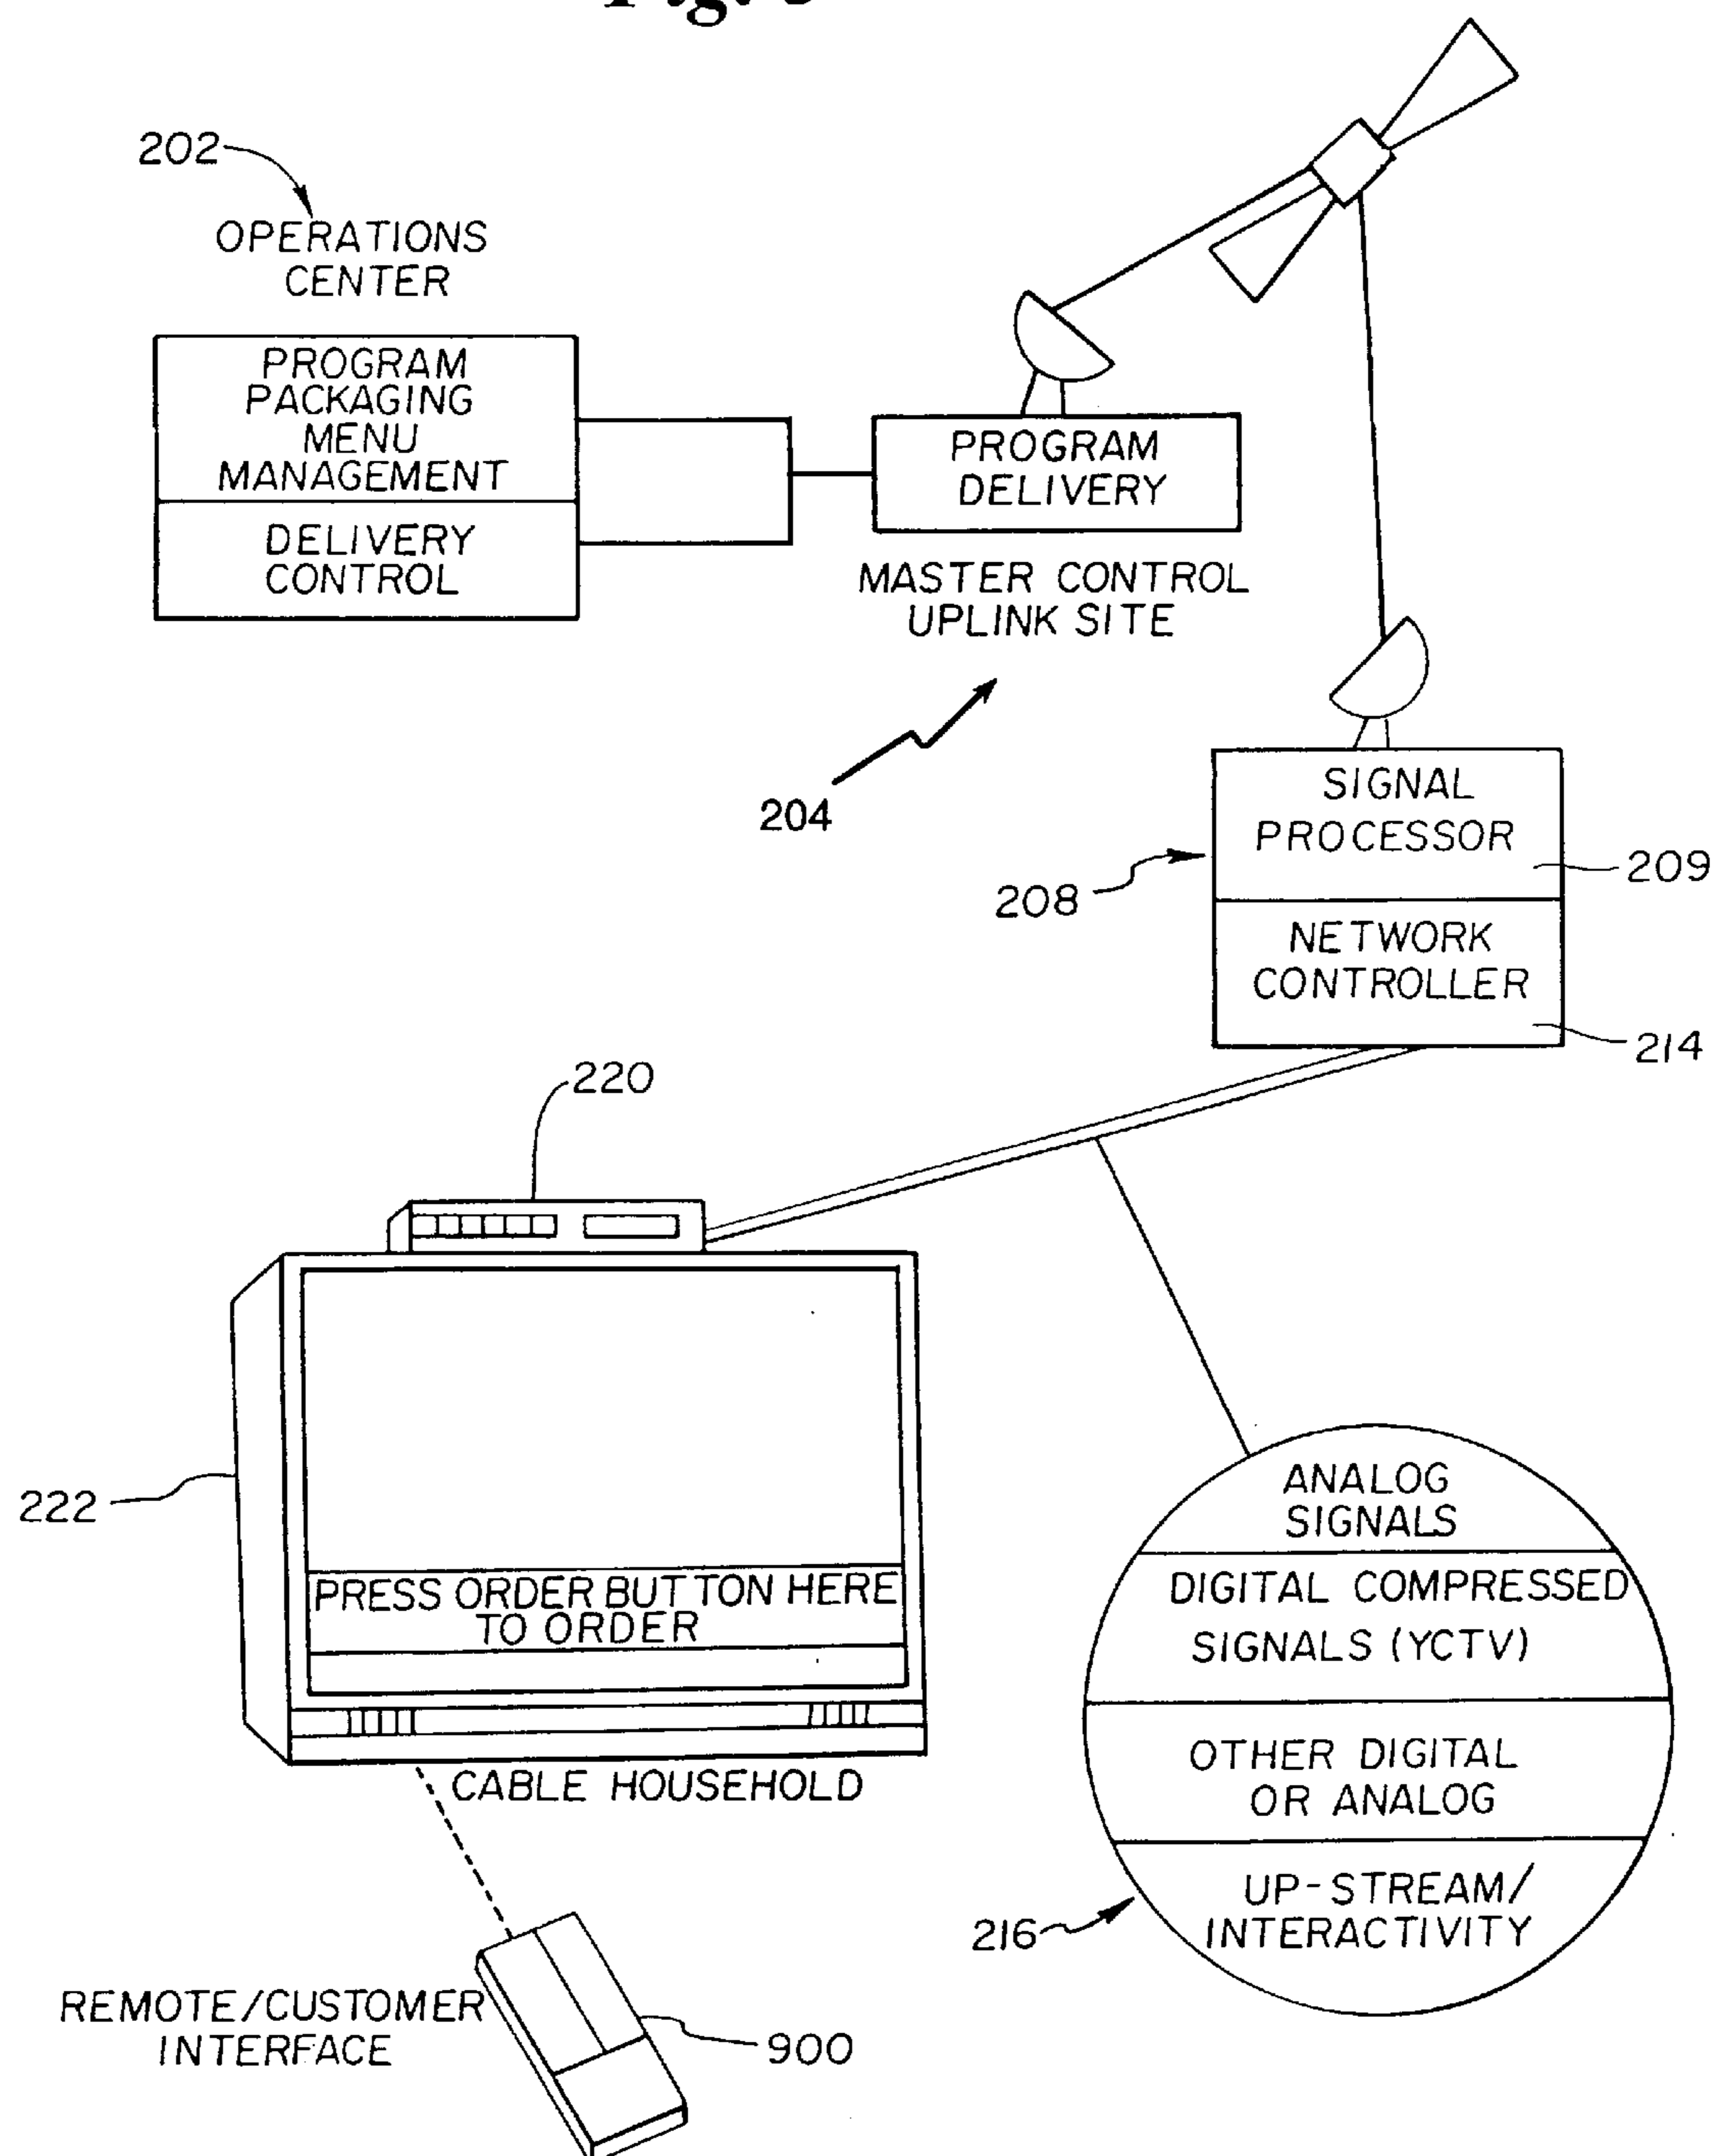 202
OPERATIONS
CENTER
PROGRAM
PACKAGING
MENU
MANAGEMENT
DELIVERY
CONTROL
PROGRAM
DELIVERY
MASTER CONTROL
UPLINK SITE
204
SIGNAL
PROCESSOR
209
208
NETWORK
CONTROLLER
214
220
222
PRESS ORDER BUTTON HERE
TO ORDER
CABLE HOUSEHOLD
ANALOG
SIGNALS
DIGITAL COMPRESSED
SIGNALS (YCTV)
OTHER DIGITAL
OR ANALOG
UP-STREAM/
INTERACTIVITY
216
REMOTE/CUSTOMER
INTERFACE
900